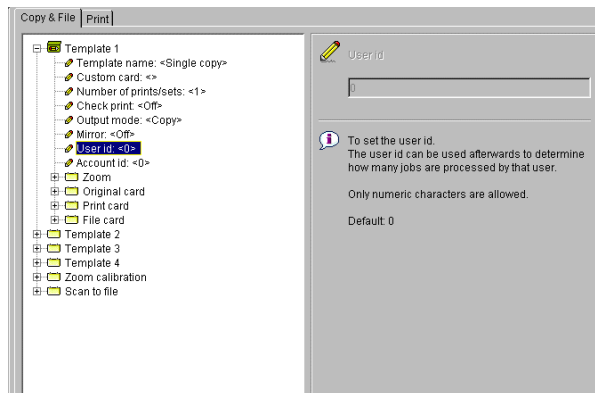 Copy & File
Print
Template 1
Template name: <Single copy>
Custom card: <>
Number of prints/sets: <1>
Check print: <Off>
Output mode: <Copy>
Mirror: <Off>
User id: <0>
Account id: <0>
Zoom
Original card
Print card
File card
Template 2
Template 3
Template 4
Zoom calibration
Scan to file
User id
0
To set the user id.
The user id can be used afterwards to determine
how many jobs are processed by that user.
Only numeric characters are allowed.
Default: 0